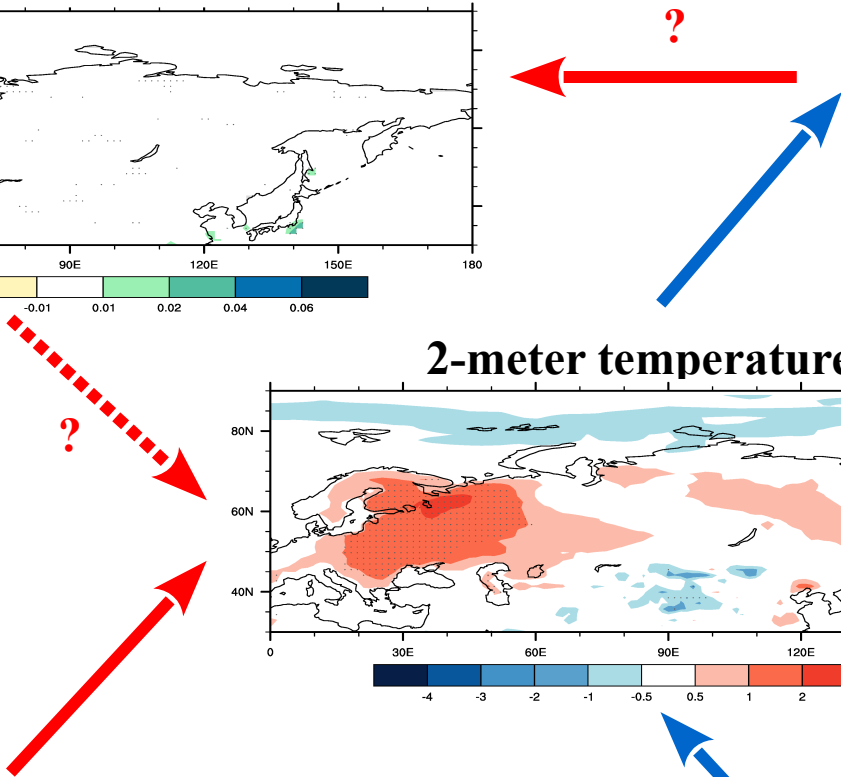 ?
90E 120E 150E 180
-0.01 0.01 0.02 0.04 0.06
?
2-meter temperature
80N
60N
40N
0 30E 60E 90E 120E
-4 -3 -2 -1 -0.5 0.5 1 2